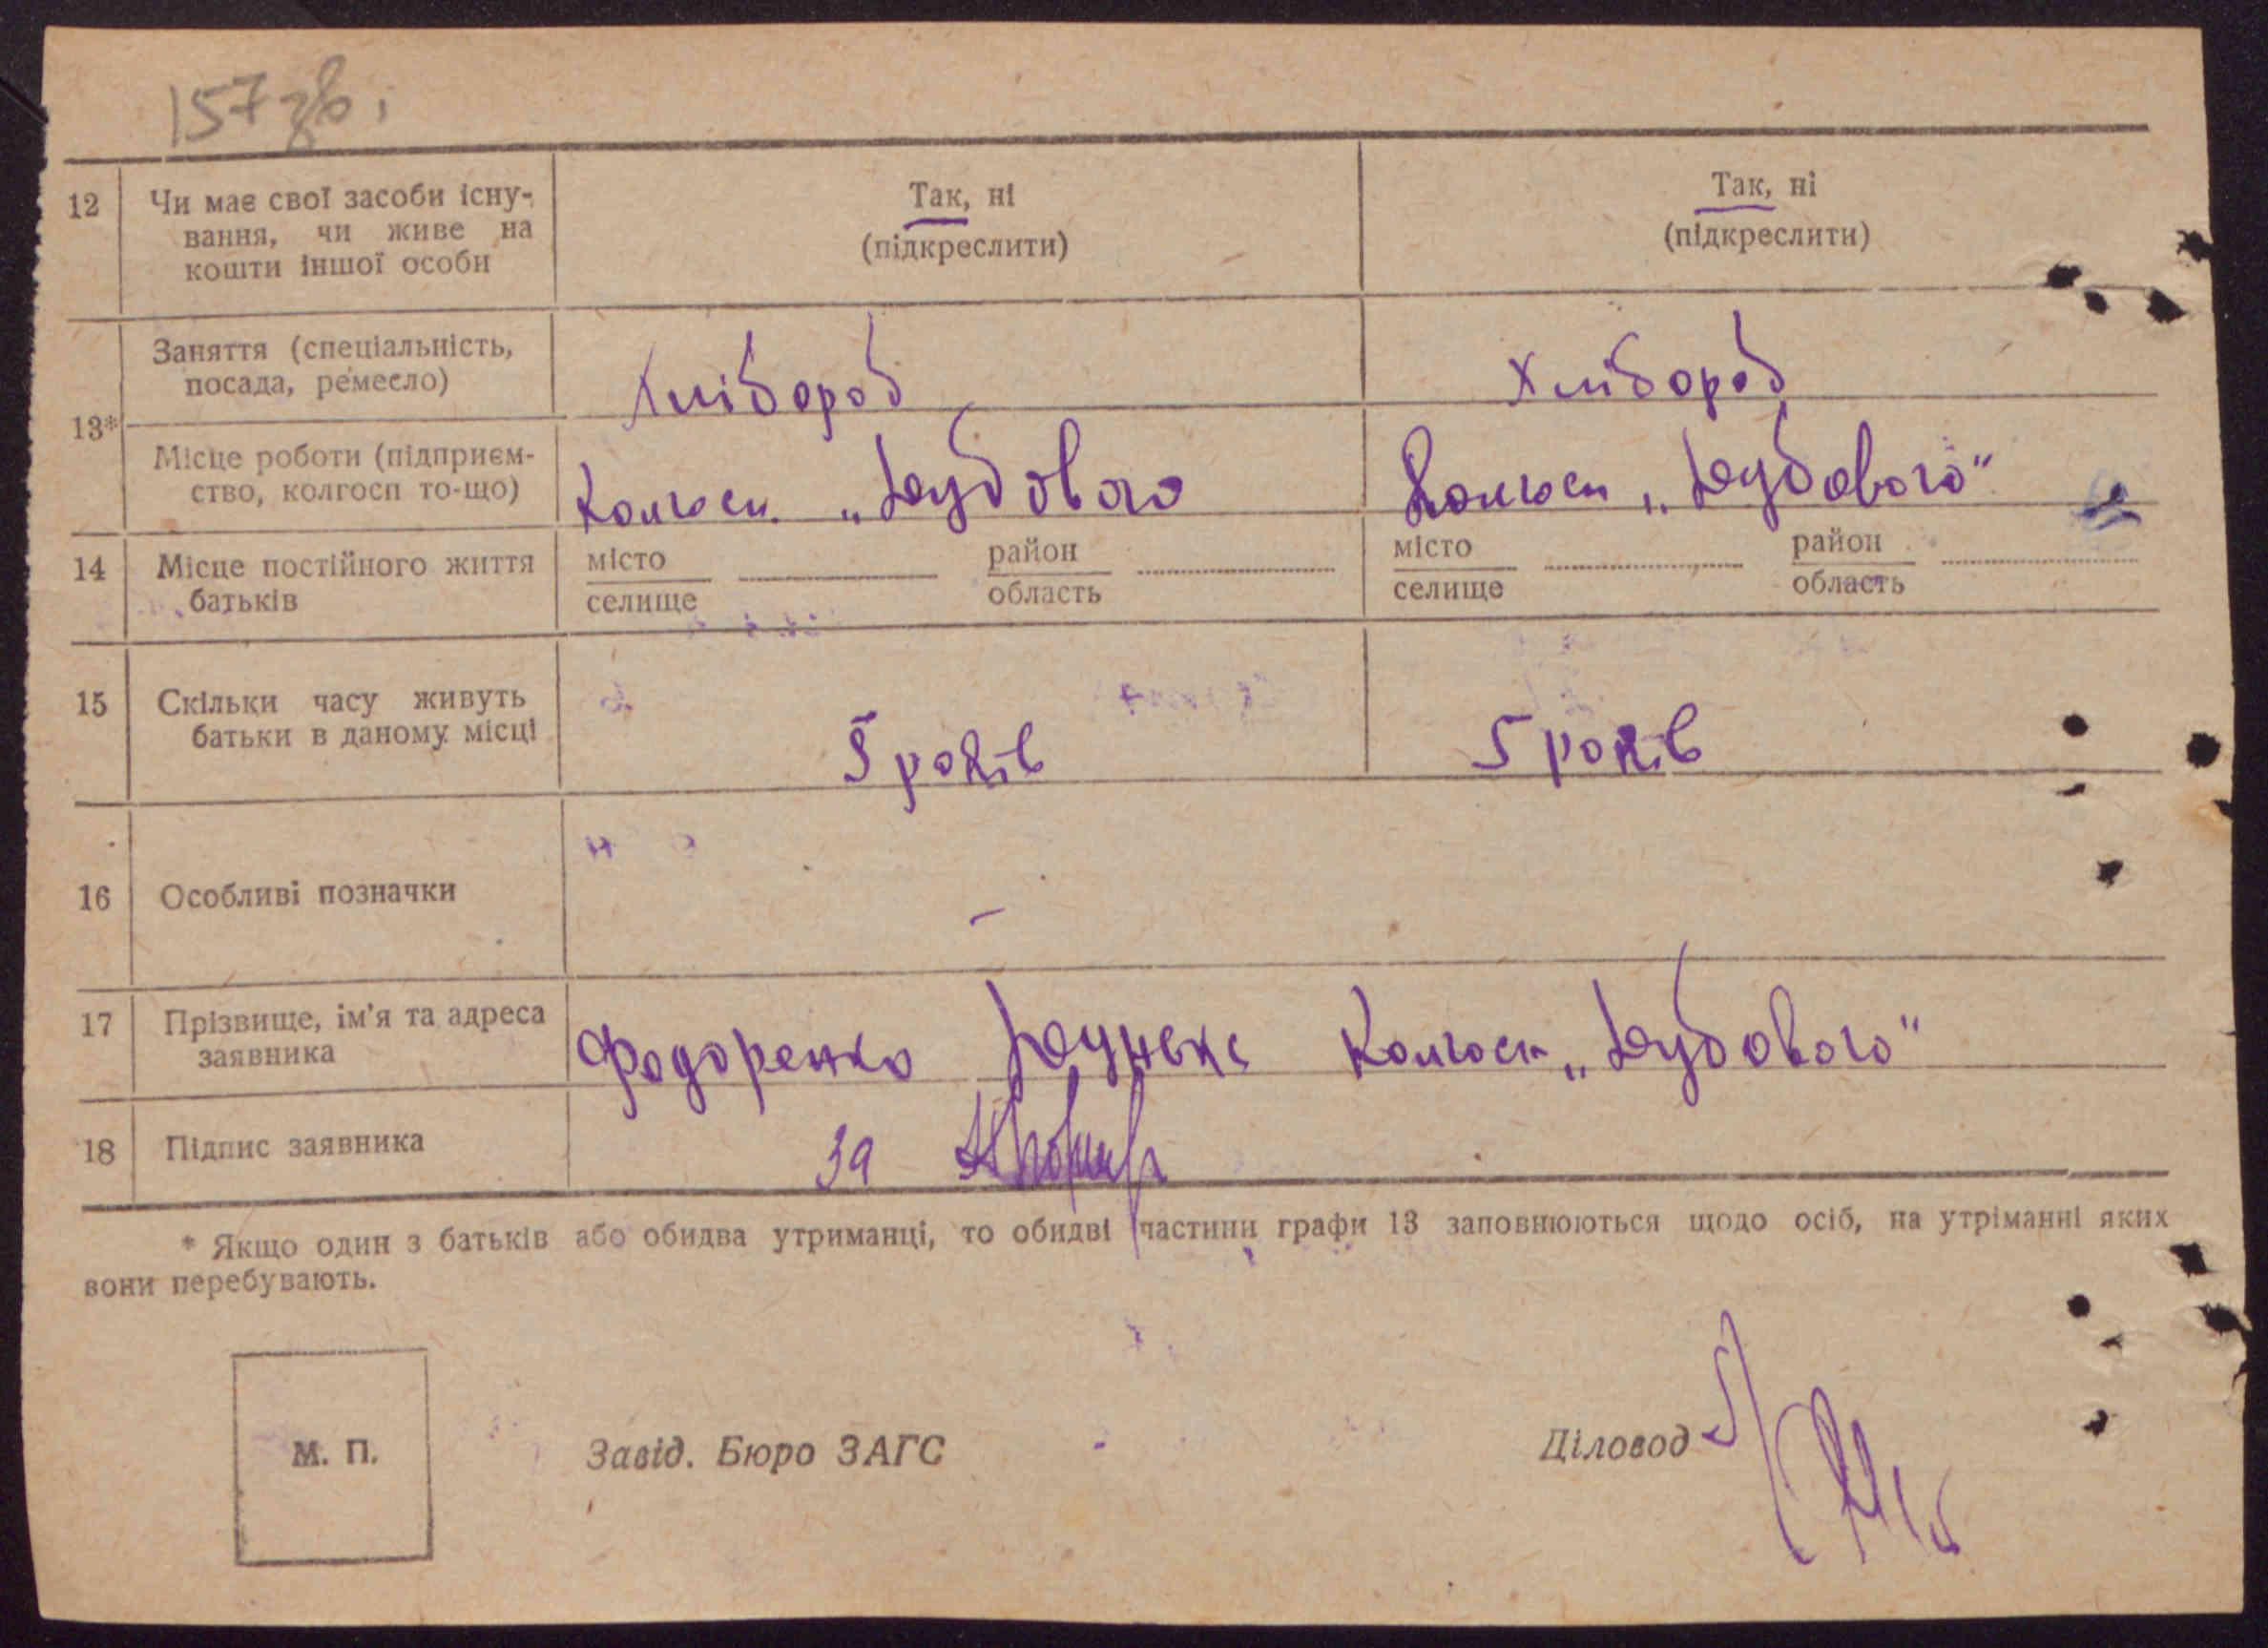 157 зв.
12 Чи має свої засоби існу- Так, ні Так, ні
вання, чи живе на (підкреслити) (підкреслити)
кошти іншої особи
Заняття (спеціальність,
посада, ремесло) Хлібороб Хлібороб
13*
Місце роботи (підприєм-
ство, колгосп то-що) Колгосп „Дубового Колгосп „Дубового"
14 Місце постійного життя місто район місто район
батьків селище область селище область
15 Скільки часу живуть
батьки в даному місці 5 років 5 років
16 Особливі позначки –
17 Прізвище, ім'я та адреса Федоренко Колгосп „Дубового"
заявника
18 Підпис заявника За
* Якщо один з батьків або обидва утриманці, то обидві частини графи 13 заповнюються щодо осіб, на утріманні яких
вони перебувають.
М. П. Завід. Бюро ЗАГС Діловод